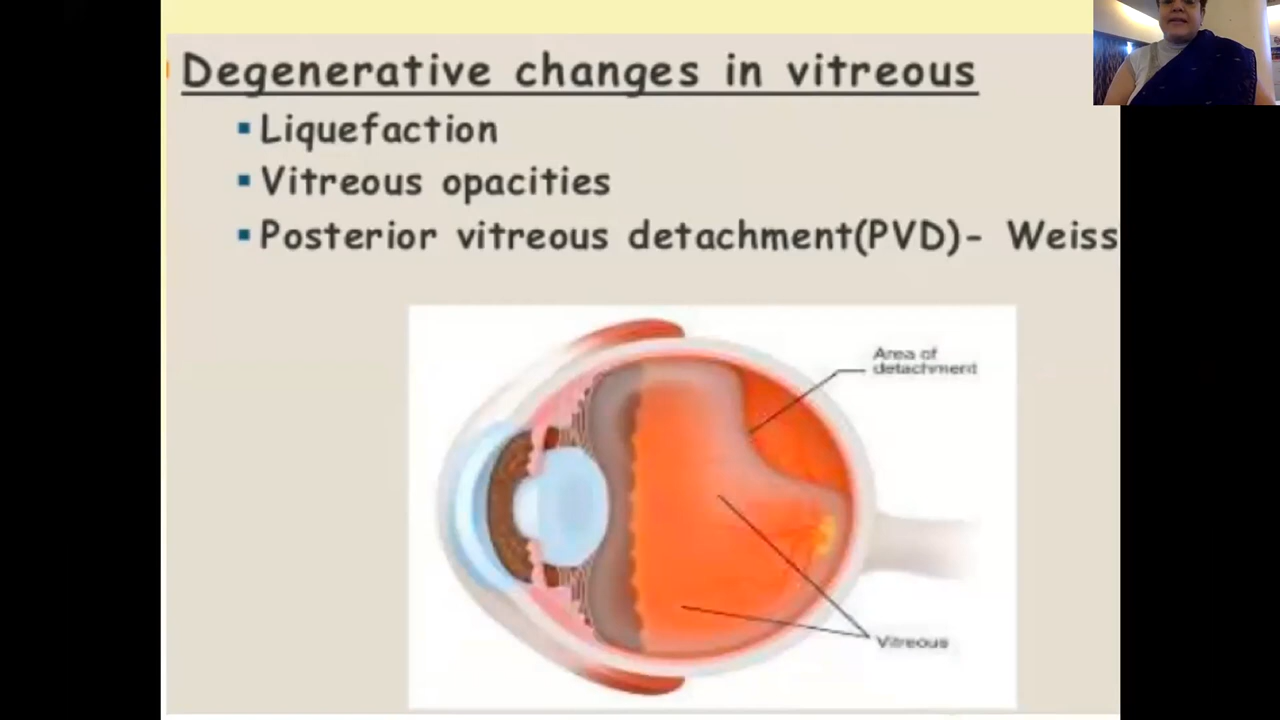 Degenerative changes in vitreous
▪ Liquefaction
▪ Vitreous opacities
▪ Posterior vitreous detachment(PVD)- Weiss
Area of
detachment
Vitreous